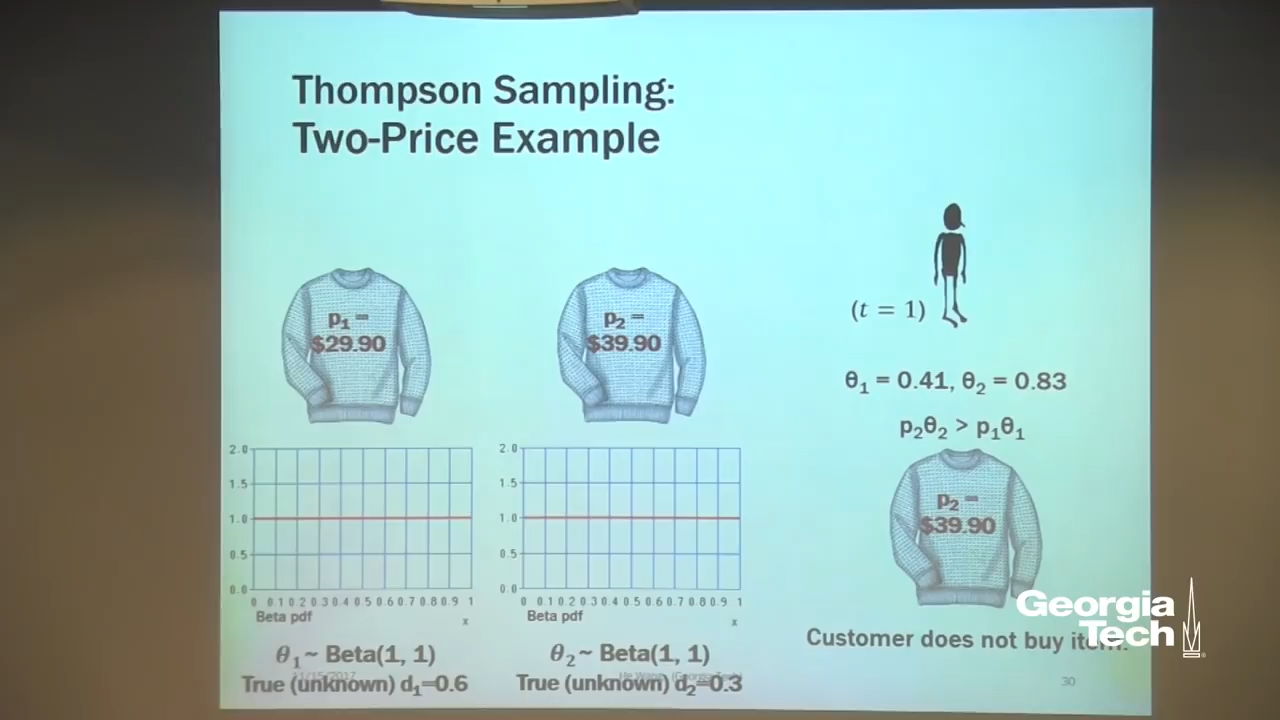 Thompson Sampling:
Two-Price Example
p₁ =
$29.90
p₂ =
$39.90
(t = 1)
θ₁ = 0.41, θ₂ = 0.83
p₂θ₂ > p₁θ₁
p₂ =
$39.90
Customer does not buy item.
2.0
1.5
1.0
0.5
0.0
0 0.1 0.2 0.3 0.4 0.5 0.6 0.7 0.8 0.9 1
Beta pdf
x
θ₁ ~ Beta(1, 1)
True (unknown) d₁=0.6
2.0
1.5
1.0
0.5
0.0
0 0.1 0.2 0.3 0.4 0.5 0.6 0.7 0.8 0.9 1
Beta pdf
x
θ₂ ~ Beta(1, 1)
True (unknown) d₂=0.3
30
Georgia
Tech